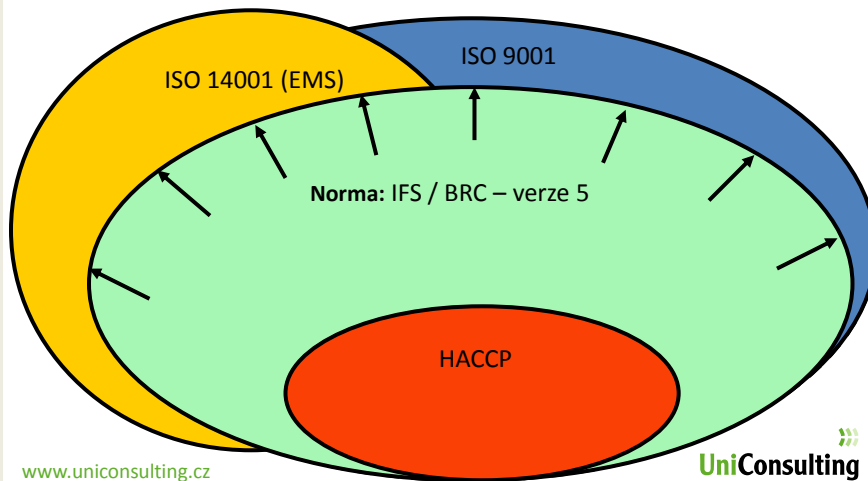 ISO 9001
ISO 14001 (EMS)
Norma: IFS / BRC – verze 5
HACCP
www.uniconsulting.cz
UniConsulting